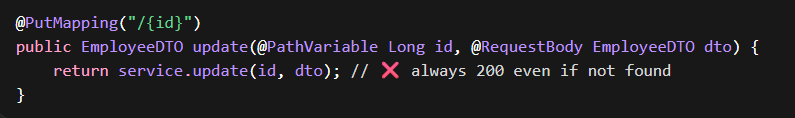 @PutMapping("/{id}")
public EmployeeDTO update(@PathVariable Long id, @RequestBody EmployeeDTO dto) {
    return service.update(id, dto); // ❌ always 200 even if not found
}